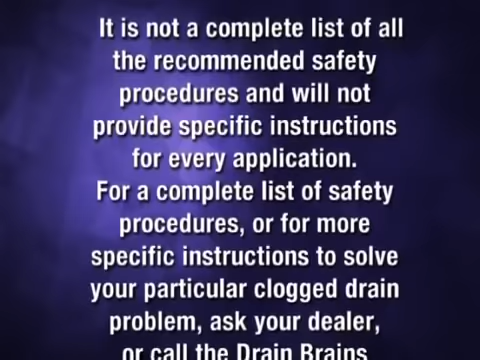 It is not a complete list of all
the recommended safety
procedures and will not
provide specific instructions
for every application.
For a complete list of safety
procedures, or for more
specific instructions to solve
your particular clogged drain
problem, ask your dealer,
or call the Drain Brains